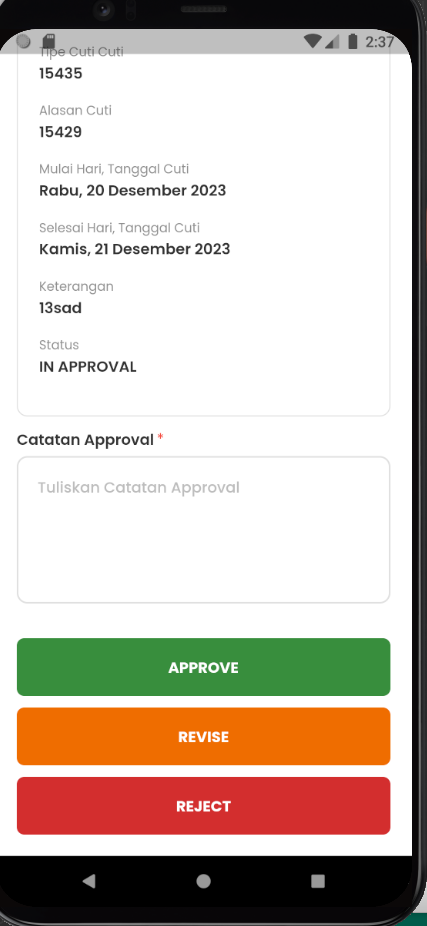 2:37
Tipe Cuti Cuti
15435
Alasan Cuti
15429
Mulai Hari, Tanggal Cuti
Rabu, 20 Desember 2023
Selesai Hari, Tanggal Cuti
Kamis, 21 Desember 2023
Keterangan
13sad
Status
IN APPROVAL
Catatan Approval *
Tuliskan Catatan Approval
APPROVE
REVISE
REJECT